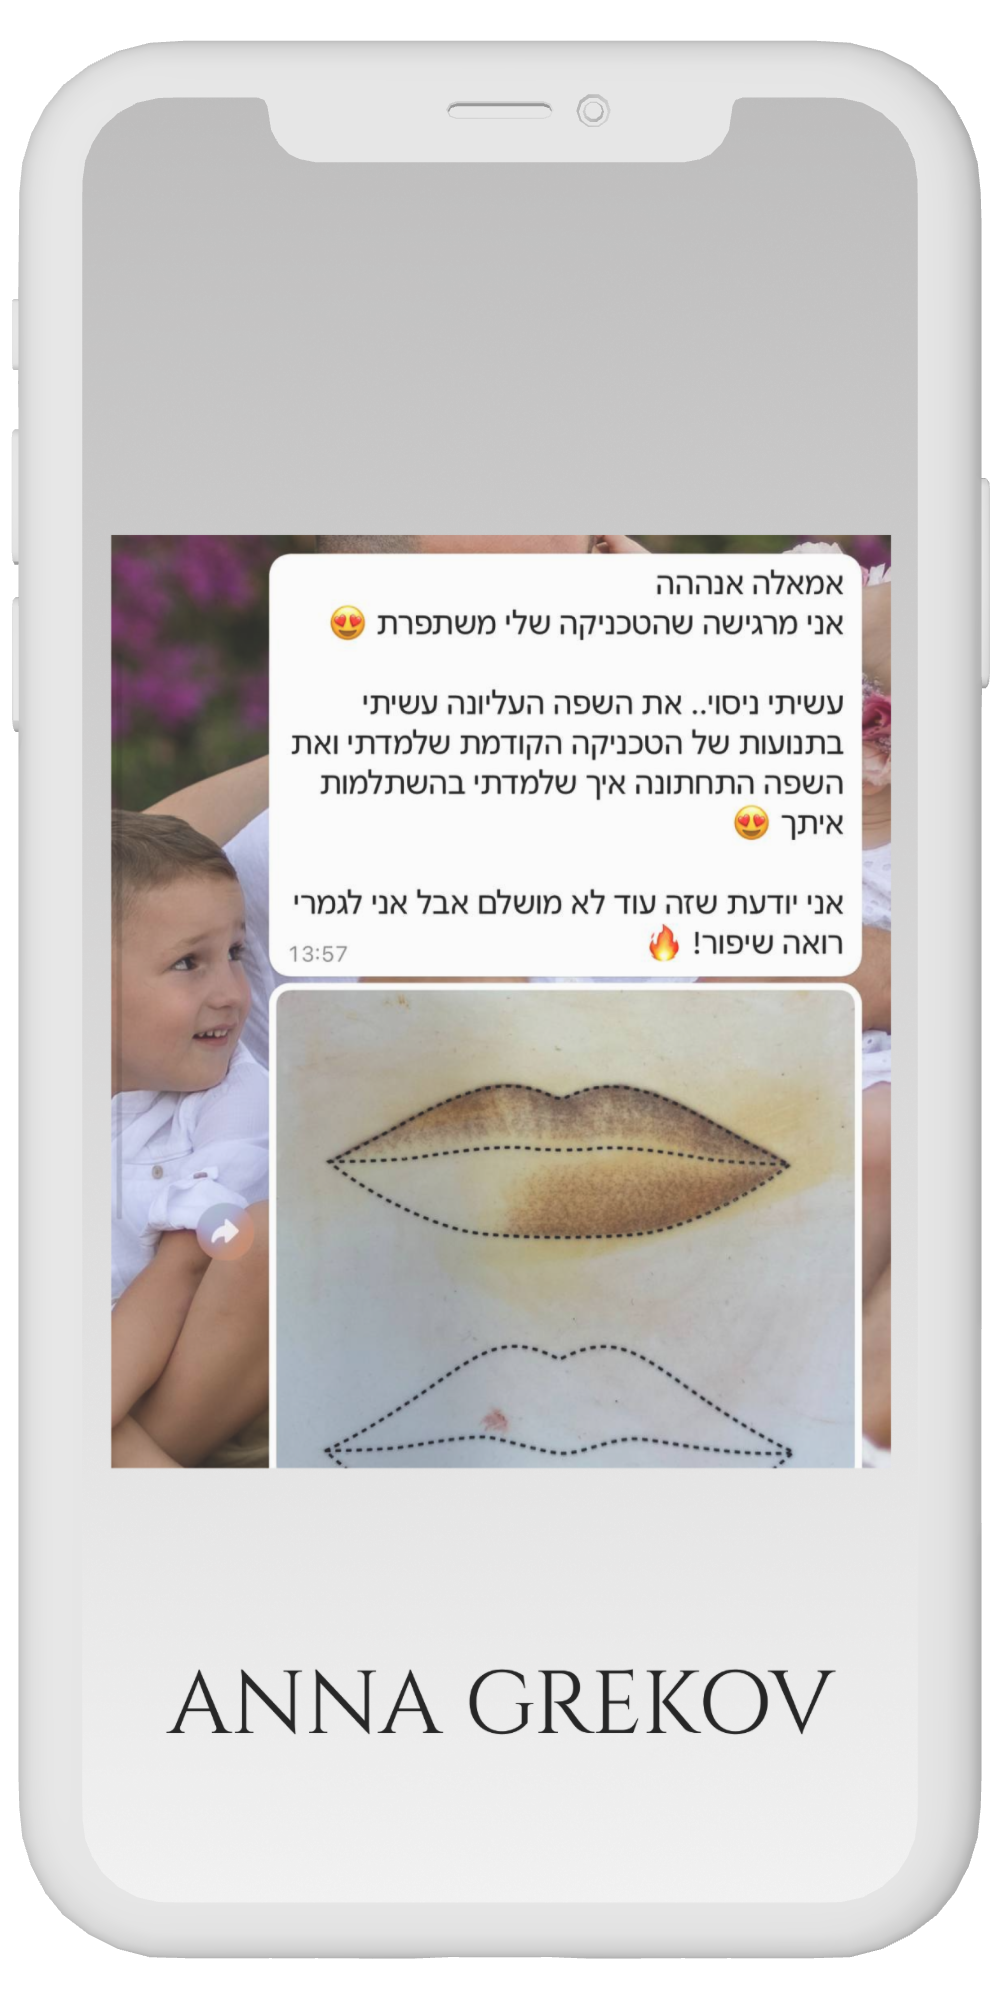 אמאלה אנהההה
אני מרגישה שהטכניקה שלי משתפרת 😍
עשיתי ניסוי.. את השפה העליונה עשיתי
בתנועות של הטכניקה הקודמת שלמדתי ואת
השפה התחתונה איך שלמדתי בהשתלמות
איתך 😍
אני יודעת שזה עוד לא מושלם אבל אני לגמרי
רואה שיפור! 🔥
13:57
ANNA GREKOV